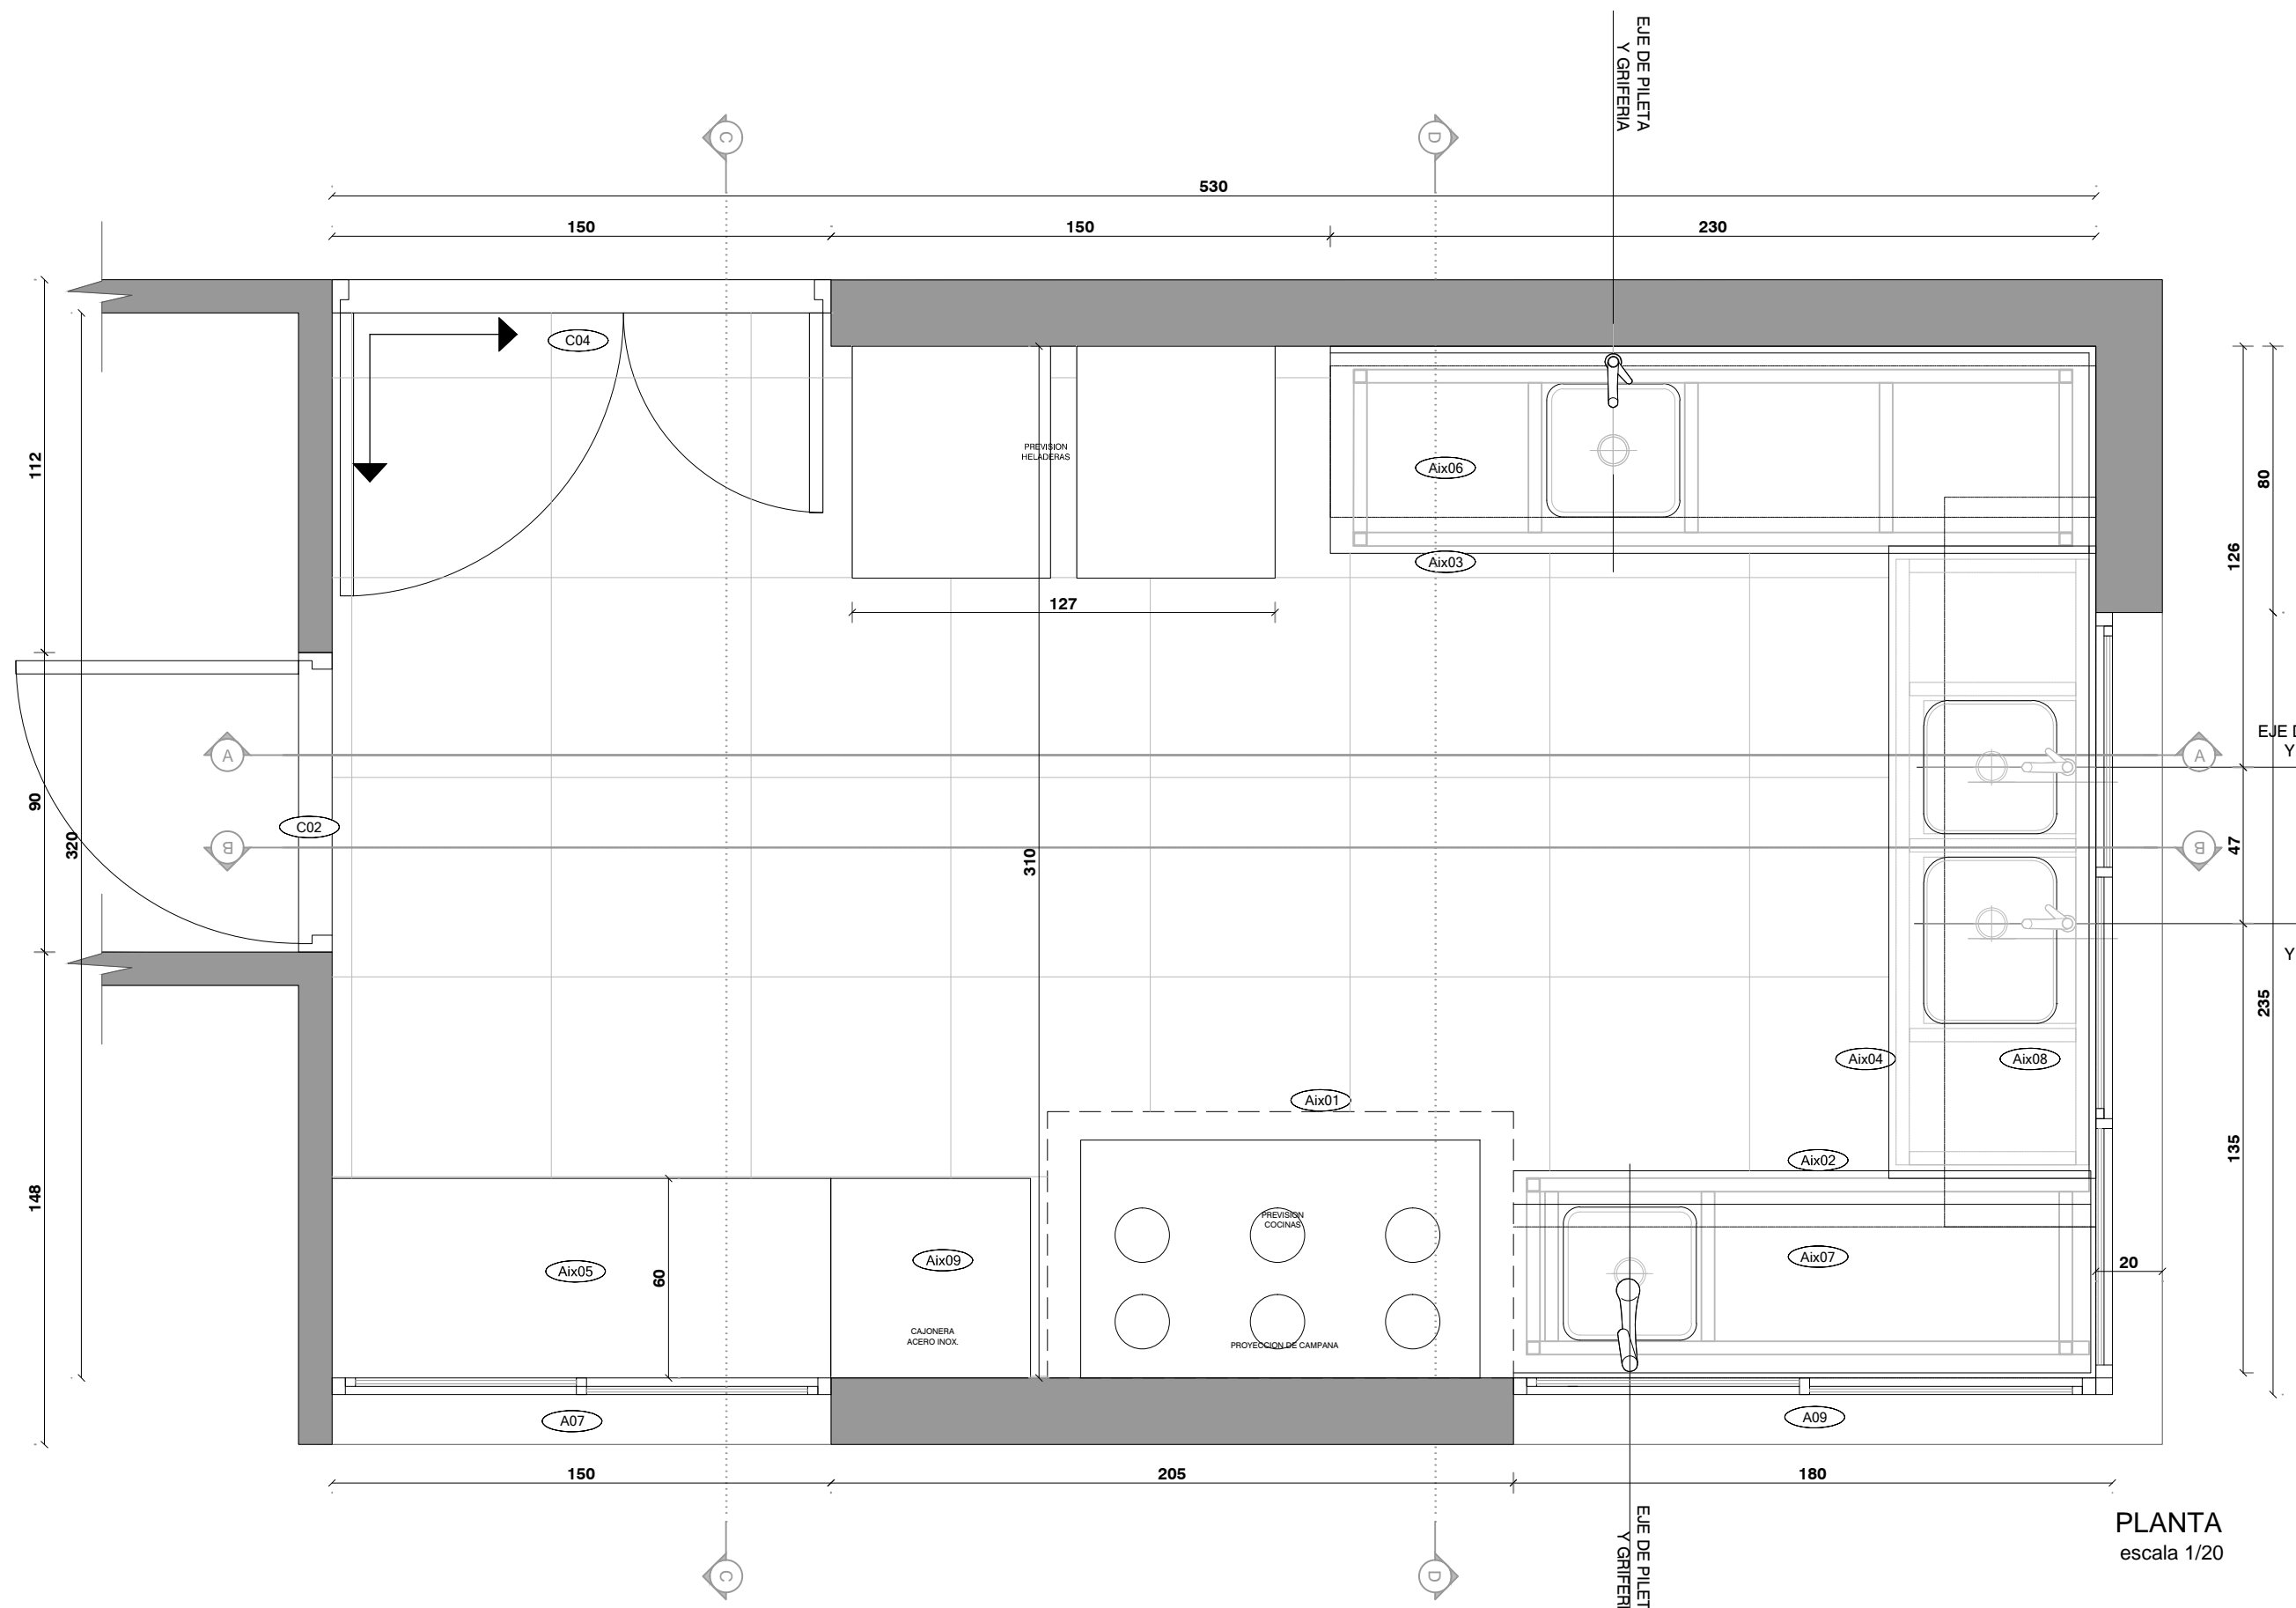 EJE DE PILETA
Y GRIFERIA
C
D
530
150
150
230
C04
112
80
PREVISION
HELADERAS
Aix06
126
Aix03
127
EJE D
Y
A
A
90
C02
320
B
310
B
47
Y
235
Aix04
Aix08
Aix01
135
148
Aix02
PREVISION
COCINAS
Aix05
60
Aix09
Aix07
20
CAJONERA
ACERO INOX.
PROYECCION DE CAMPANA
A07
A09
150
205
180
EJE DE PILET
Y GRIFERI
C
D
PLANTA
escala 1/20